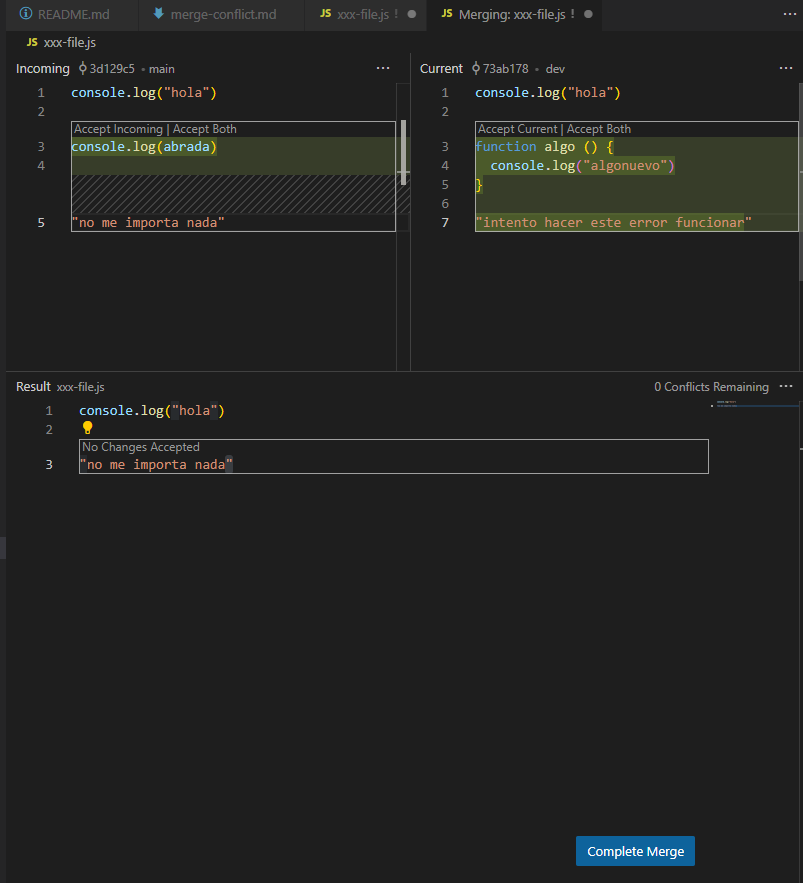 README.md merge-conflict.md JS xxx-file.js ! JS Merging: xxx-file.js ! ...
JS xxx-file.js
Incoming 3d129c5 • main ...
1 console.log("hola")
2
Accept Incoming | Accept Both
3 console.log(abrada)
4
5 "no me importa nada"
Current 73ab178 • dev ...
1 console.log("hola")
2
Accept Current | Accept Both
3 function algo () {
4 console.log("algonuevo")
5 }
6
7 "intento hacer este error funcionar"
Result xxx-file.js 0 Conflicts Remaining ...
1 console.log("hola")
2
No Changes Accepted
3 "no me importa nada"
Complete Merge